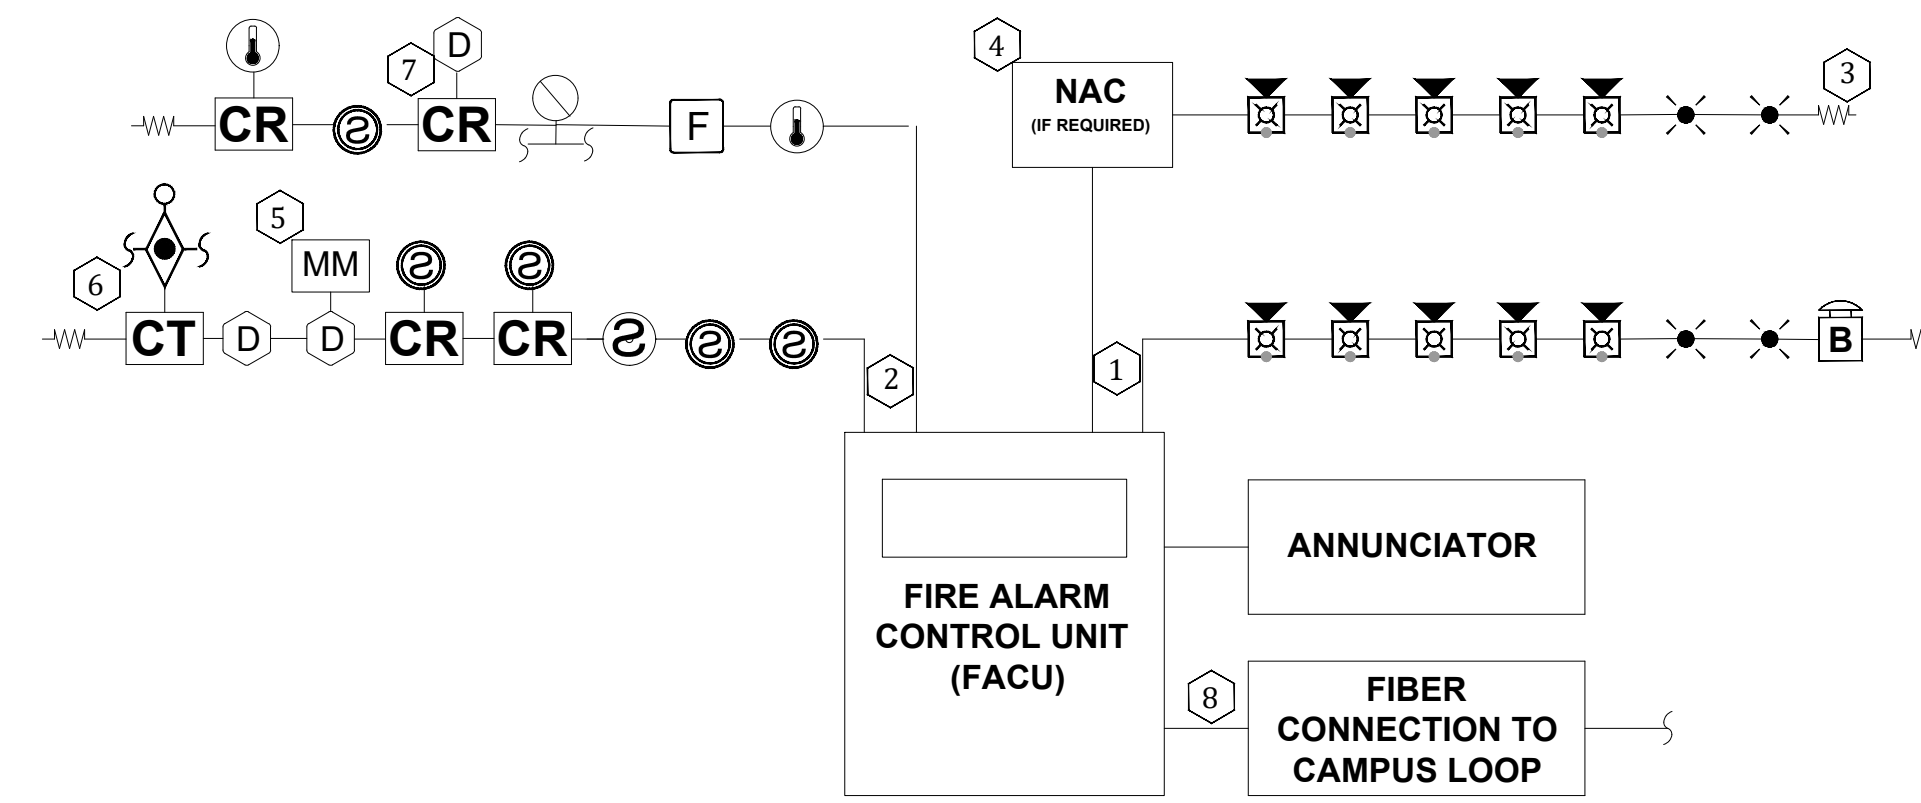 D
7
CR
CR
F
4
NAC
(IF REQUIRED)
3
5
6
MM
CT
D
D
CR
CR
2
1
B
FIRE ALARM
CONTROL UNIT
(FACU)
ANNUNCIATOR
8
FIBER
CONNECTION TO
CAMPUS LOOP
S
S
S
S
S
S